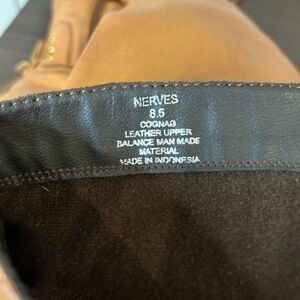 NERVES
8.5
COGNAC
LEATHER UPPER
BALANCE MAN MADE
MATERIAL
MADE IN INDONESIA